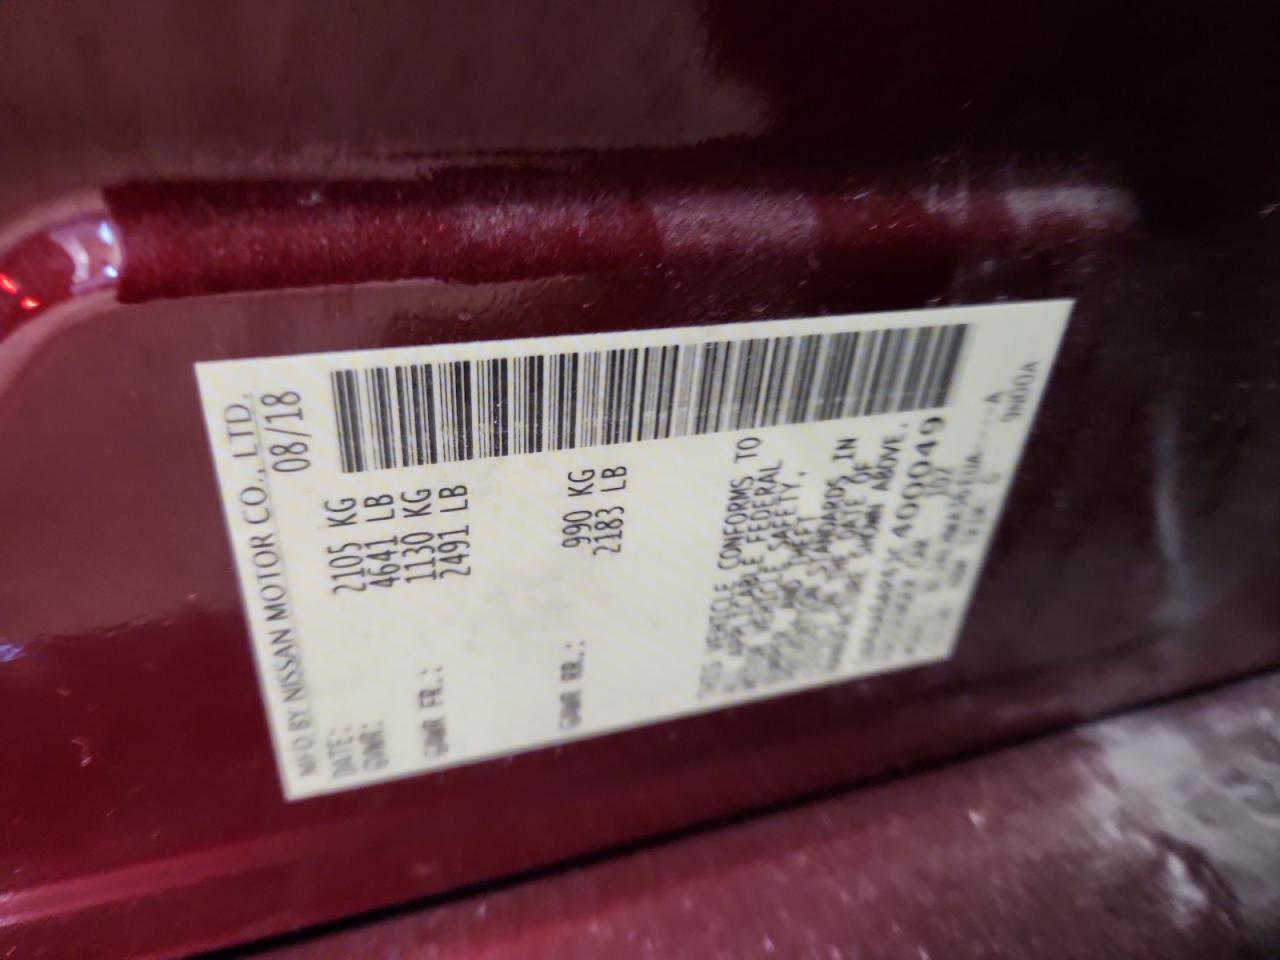 MFD BY NISSAN MOTOR CO., LTD.
DATE: 08/18
GVWR: 2105 KG
4641 LB
GAWR FR.: 1130 KG
2491 LB
GAWR RR.: 990 KG
2183 LB
THIS VEHICLE CONFORMS TO
ALL APPLICABLE FEDERAL
MOTOR VEHICLE SAFETY,
BUMPER AND THEFT
PREVENTION STANDARDS IN
EFFECT ON THE DATE OF
MANUFACTURE SHOWN ABOVE.
400049
A
9N00A